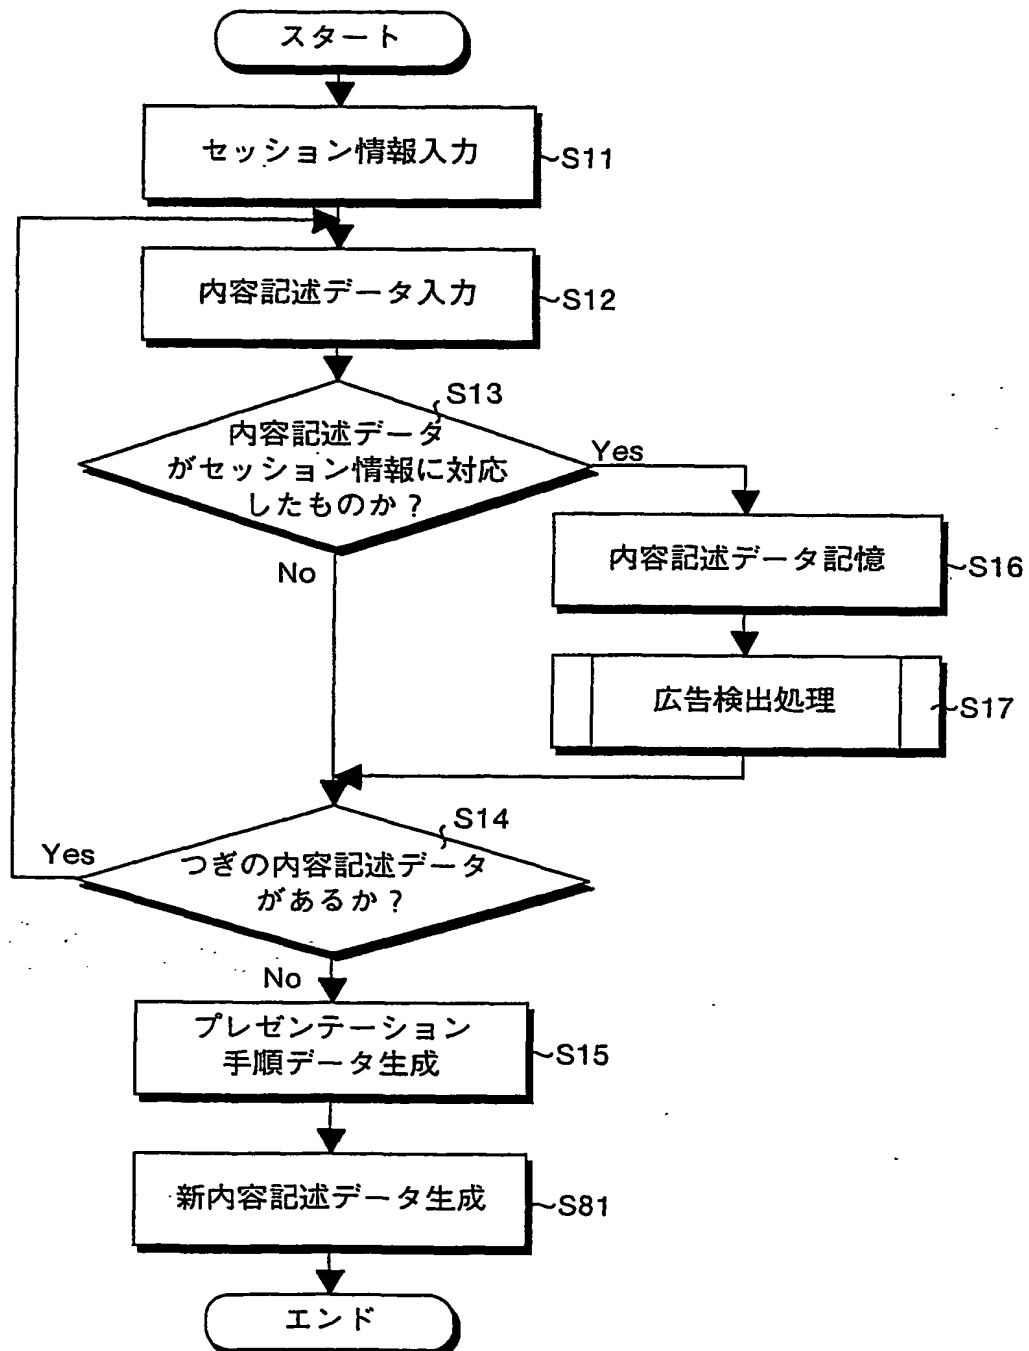 スタート
セッション情報入力
S11
内容記述データ入力
S12
S13
内容記述データ
がセッション情報に対応
したものか？
Yes
No
内容記述データ記憶
S16
広告検出処理
S17
S14
Yes
つぎの内容記述データ
があるか？
No
プレゼンテーション
手順データ生成
S15
新内容記述データ生成
S81
エンド